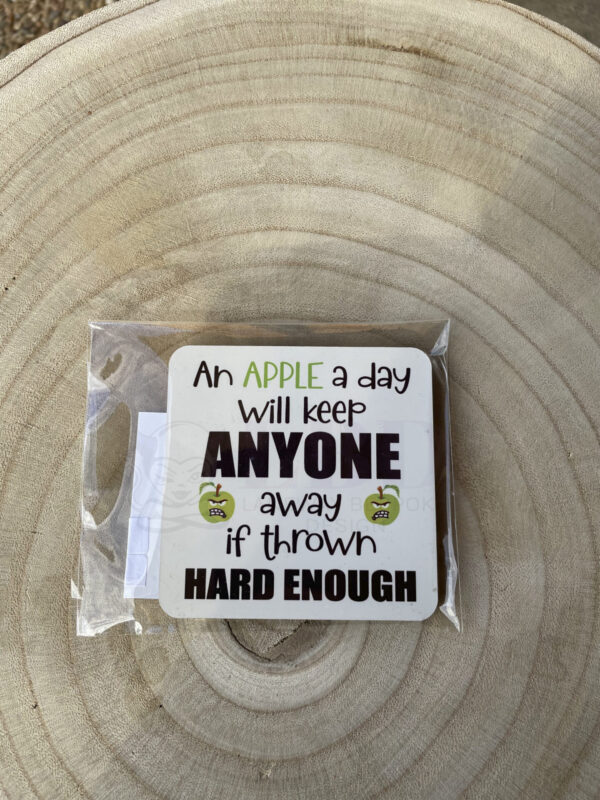 An APPLE a day
will keep
ANYONE
away
if thrown
HARD ENOUGH